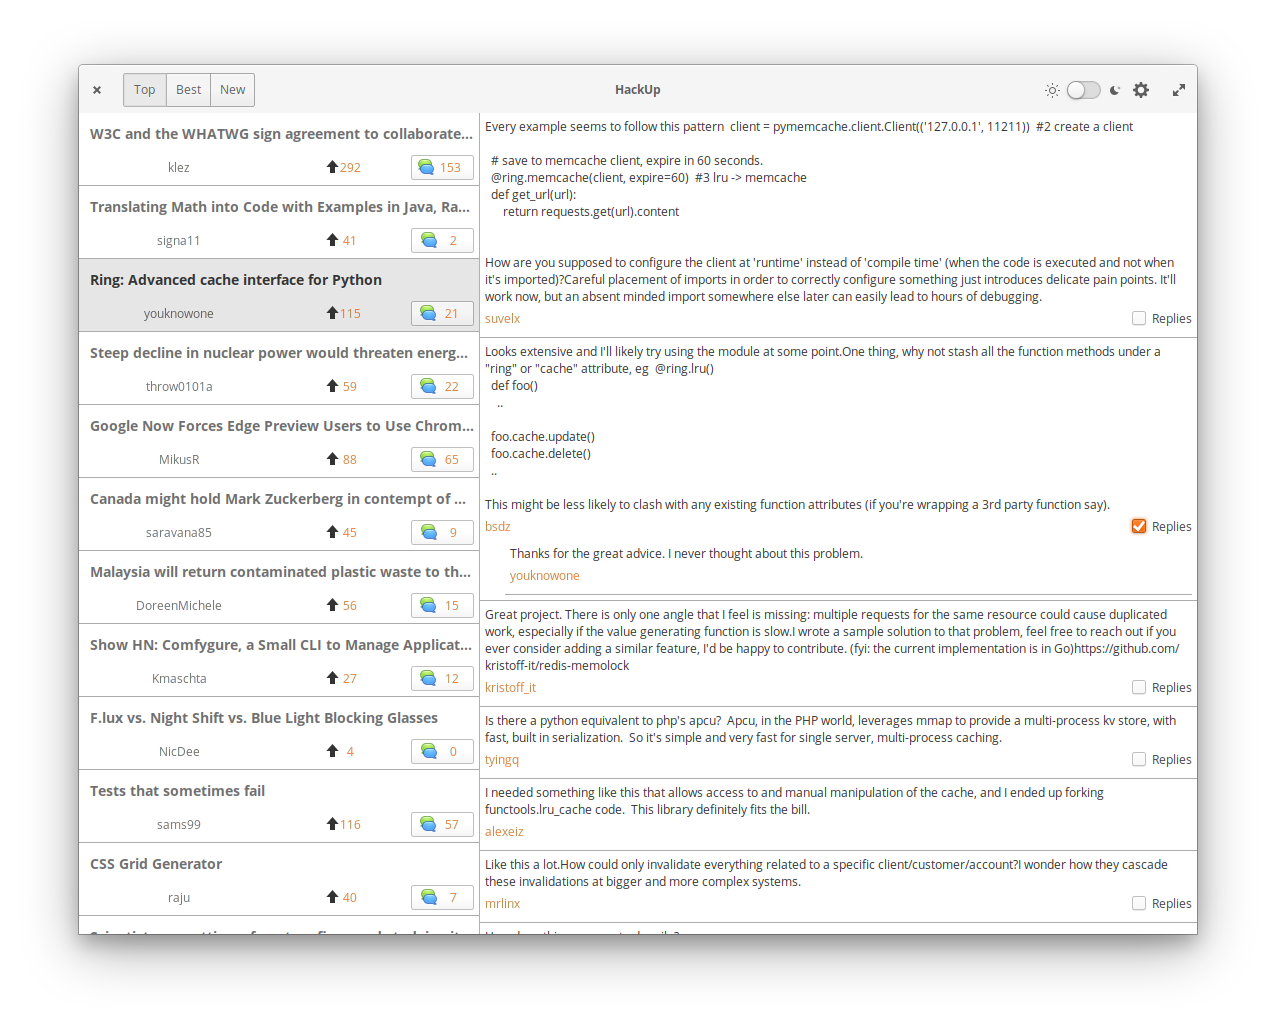 Top Best New
HackUp
W3C and the WHATWG sign agreement to collaborate...
klez 292 153
Translating Math into Code with Examples in Java, Ra...
signa11 41 2
Ring: Advanced cache interface for Python
youknowone 115 21
Steep decline in nuclear power would threaten energ...
throw0101a 59 22
Google Now Forces Edge Preview Users to Use Chrom...
MikusR 88 65
Canada might hold Mark Zuckerberg in contempt of ...
saravana85 45 9
Malaysia will return contaminated plastic waste to th...
DoreenMichele 56 15
Show HN: Comfygure, a Small CLI to Manage Applicat...
Kmaschta 27 12
F.lux vs. Night Shift vs. Blue Light Blocking Glasses
NicDee 4 0
Tests that sometimes fail
sams99 116 57
CSS Grid Generator
raju 40 7
Every example seems to follow this pattern  client = pymemcache.client.Client(('127.0.0.1', 11211))  #2 create a client
# save to memcache client, expire in 60 seconds.
@ring.memcache(client, expire=60)  #3 lru -> memcache
def get_url(url):
return requests.get(url).content
How are you supposed to configure the client at 'runtime' instead of 'compile time' (when the code is executed and not when
it's imported)?Careful placement of imports in order to correctly configure something just introduces delicate pain points. It'll
work now, but an absent minded import somewhere else later can easily lead to hours of debugging.
suvelx Replies
Looks extensive and I'll likely try using the module at some point.One thing, why not stash all the function methods under a
"ring" or "cache" attribute, eg  @ring.lru()
def foo()
..
foo.cache.update()
foo.cache.delete()
..
This might be less likely to clash with any existing function attributes (if you're wrapping a 3rd party function say).
bsdz Replies
Thanks for the great advice. I never thought about this problem.
youknowone
Great project. There is only one angle that I feel is missing: multiple requests for the same resource could cause duplicated
work, especially if the value generating function is slow.I wrote a sample solution to that problem, feel free to reach out if you
ever consider adding a similar feature, I'd be happy to contribute. (fyi: the current implementation is in Go)https://github.com/
kristoff-it/redis-memolock
kristoff_it Replies
Is there a python equivalent to php's apcu?  Apcu, in the PHP world, leverages mmap to provide a multi-process kv store, with
fast, built in serialization.  So it's simple and very fast for single server, multi-process caching.
tyingq Replies
I needed something like this that allows access to and manual manipulation of the cache, and I ended up forking
functools.lru_cache code.  This library definitely fits the bill.
alexeiz
Like this a lot.How could only invalidate everything related to a specific client/customer/account?I wonder how they cascade
these invalidations at bigger and more complex systems.
mrlinx Replies